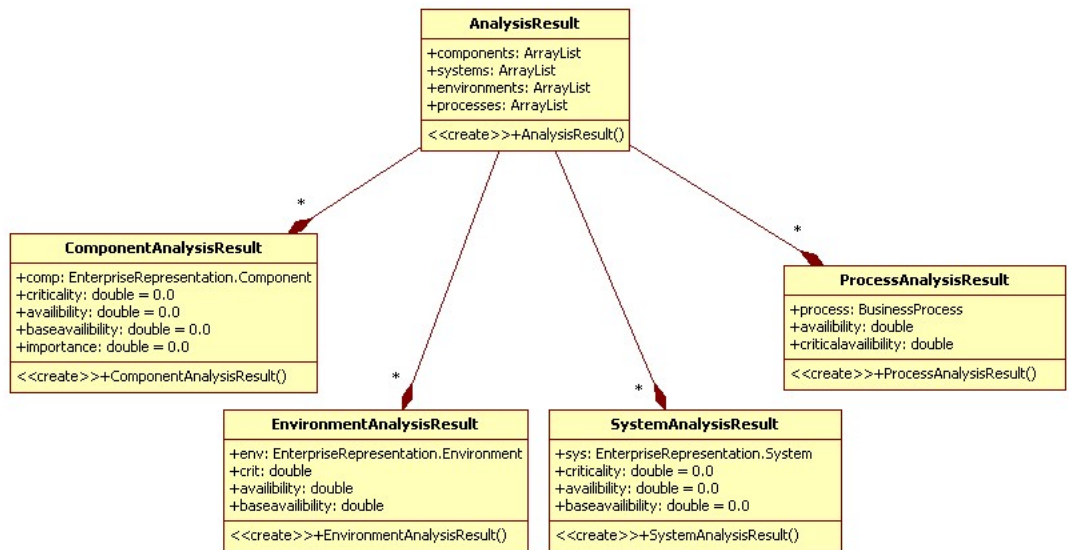 AnalysisResult
+components: ArrayList
+systems: ArrayList
+environments: ArrayList
+processes: ArrayList
<<create>>+AnalysisResult()
*
*
*
*
ComponentAnalysisResult
+comp: EnterpriseRepresentation.Component
+criticality: double = 0.0
+availibility: double = 0.0
+baseavailibility: double = 0.0
+importance: double = 0.0
<<create>>+ComponentAnalysisResult()
ProcessAnalysisResult
+process: BusinessProcess
+availibility: double
+criticalavailibility: double
<<create>>+ProcessAnalysisResult()
EnvironmentAnalysisResult
+env: EnterpriseRepresentation.Environment
+crit: double
+availibility: double
+baseavailibility: double
<<create>>+EnvironmentAnalysisResult()
SystemAnalysisResult
+sys: EnterpriseRepresentation.System
+criticality: double = 0.0
+availibility: double = 0.0
+baseavailibility: double = 0.0
<<create>>+SystemAnalysisResult()